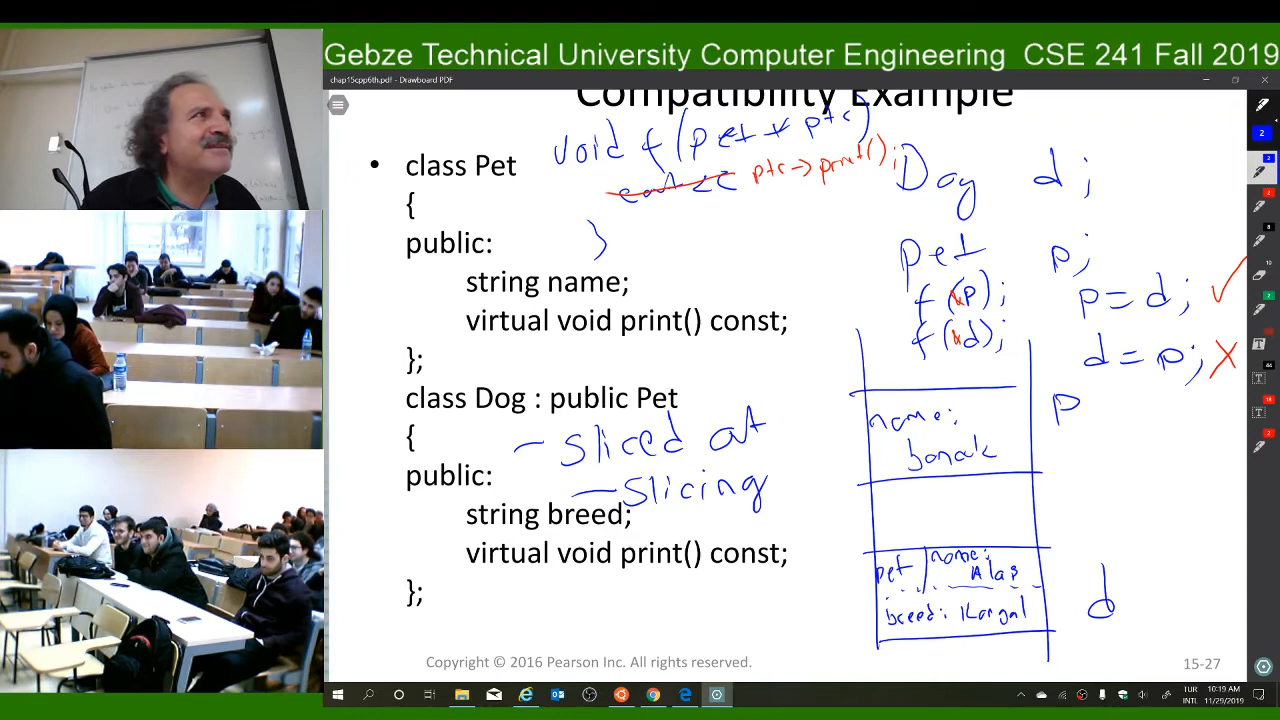 Gebze Technical University Computer Engineering CSE 241 Fall 2019
chap15cpp6th.pdf - Drawboard PDF
Compatibility Example
void f(pet * ptr)
cout <<
ptr->print();
}
• class Pet
{
public:
string name;
virtual void print() const;
};
class Dog : public Pet
{
public:
string breed;
virtual void print() const;
};
- sliced at
- slicing
Dog d;
pet p;
f(&p);
f(&d);
p = d; ✓
d = p; X
name:
p
pet
name:
breed: Kangal
d
Copyright © 2016 Pearson Inc. All rights reserved.
15-27
TUR
INTL
10:19 AM
11/29/2019